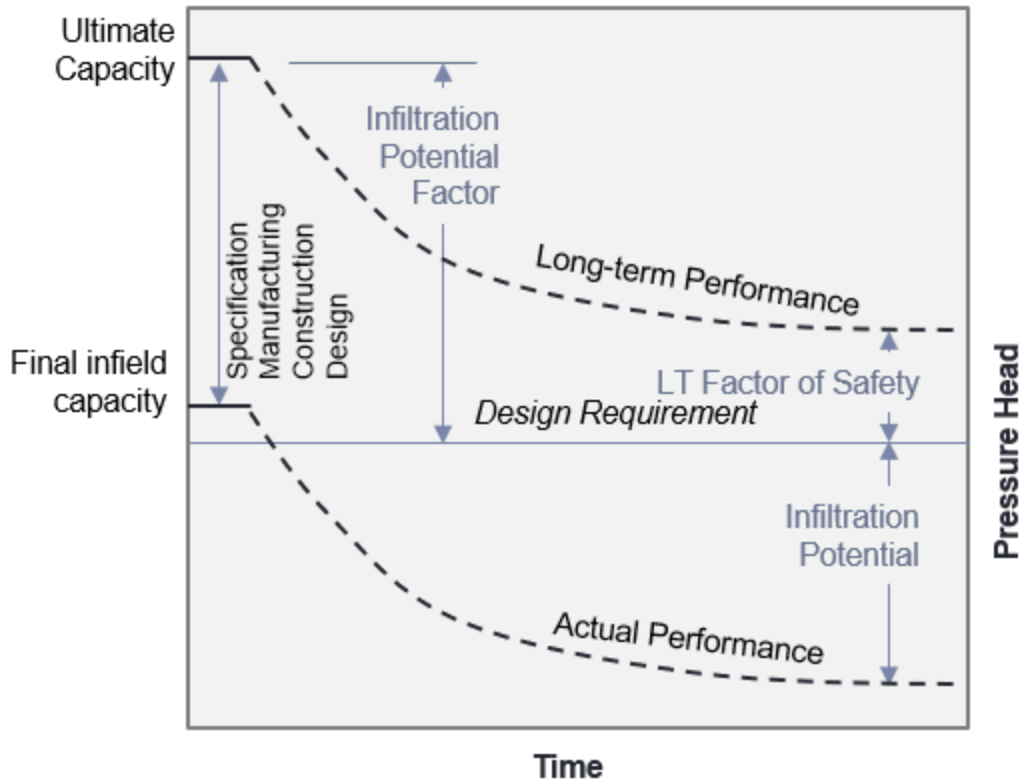 Ultimate
Capacity
Infiltration
Potential
Factor
Specification
Manufacturing
Construction
Design
Long-term Performance
Final infield
capacity
LT Factor of Safety
Design Requirement
Pressure Head
Infiltration
Potential
Actual Performance
Time